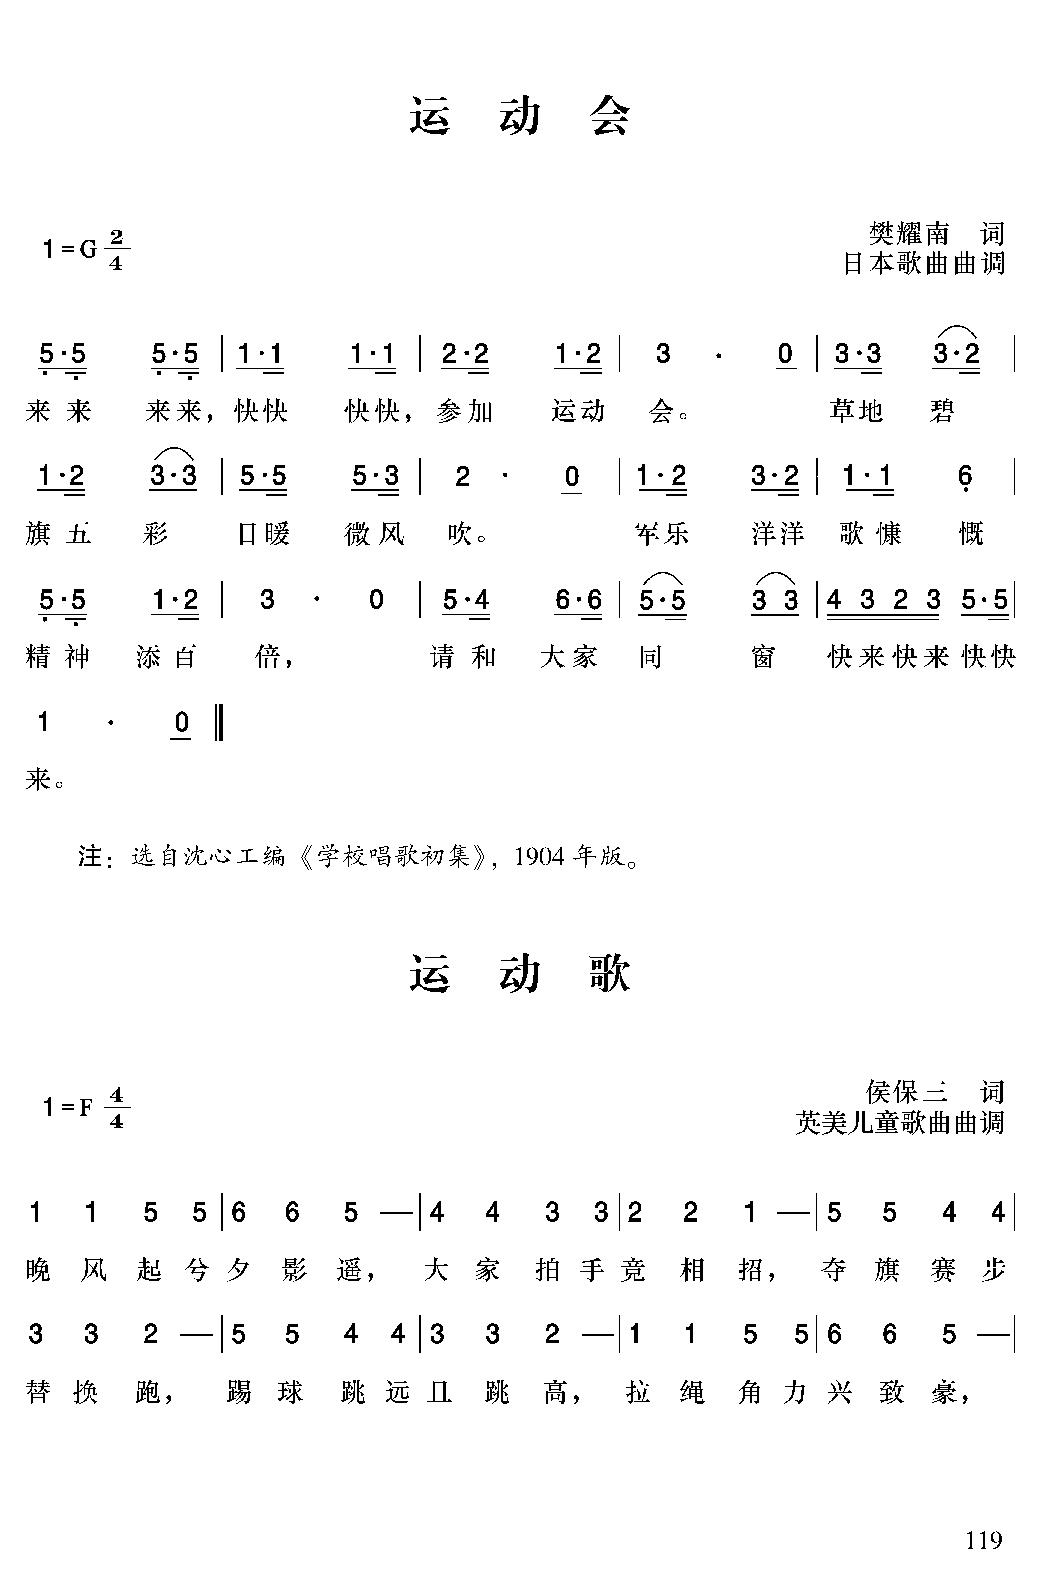 运 动 会
樊耀南 词
1=G 2/4
日本歌曲曲调
5·5 5·5 | 1·1 1·1 | 2·2 1·2 | 3 · 0 | 3·3 3·2 |
来 来 来来，快快 快快，参加 运动 会。 草地 碧
1·2 3·3 | 5·5 5·3 | 2 · 0 | 1·2 3·2 | 1·1 6 |
旗 五 彩 日暖 微风 吹。 军乐 洋洋 歌慷 慨
5·5 1·2 | 3 · 0 | 5·4 6·6 | 5·5 3 3 | 4 3 2 3 5·5 |
精 神 添 百 倍， 请 和 大家 同 窗 快来快来 快快
1 · 0 ‖
来。
注：选自沈心工编《学校唱歌初集》，1904 年版。
运 动 歌
侯保三 词
1=F 4/4
英美儿童歌曲曲调
1 1 5 5 | 6 6 5 — | 4 4 3 3 | 2 2 1 — | 5 5 4 4 |
晚 风 起 兮 夕 影 遥， 大 家 拍 手 竞 相 招， 夺 旗 赛 步
3 3 2 — | 5 5 4 4 | 3 3 2 — | 1 1 5 5 | 6 6 5 — |
替 换 跑， 踢 球 跳 远 且 跳 高， 拉 绳 角 力 兴 致 豪，
119